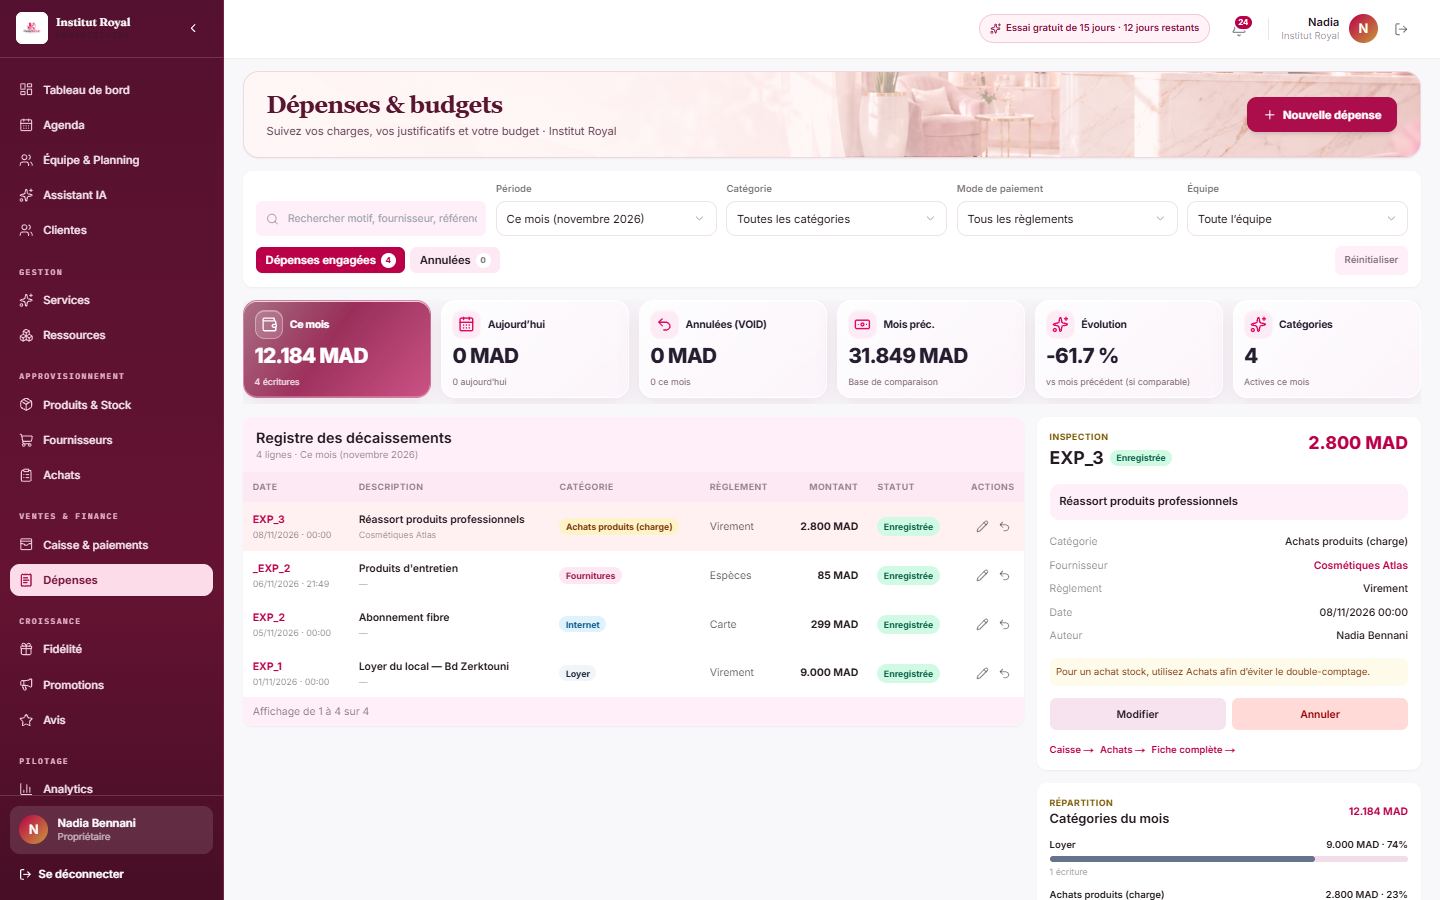 Institut Royal
Tableau de bord
Agenda
Équipe & Planning
Assistant IA
Clientes
GESTION
Services
Ressources
APPROVISIONNEMENT
Produits & Stock
Fournisseurs
Achats
VENTES & FINANCE
Caisse & paiements
Dépenses
CROISSANCE
Fidélité
Promotions
Avis
PILOTAGE
Analytics
N
Nadia Bennani
Propriétaire
Se déconnecter
Essai gratuit de 15 jours · 12 jours restants
24
Nadia
Institut Royal
N
Dépenses & budgets
Suivez vos charges, vos justificatifs et votre budget · Institut Royal
Nouvelle dépense
Rechercher motif, fournisseur, référenc
Période
Ce mois (novembre 2026)
Catégorie
Toutes les catégories
Mode de paiement
Tous les règlements
Équipe
Toute l’équipe
Dépenses engagées 4
Annulées 0
Réinitialiser
Ce mois
12.184 MAD
4 écritures
Aujourd’hui
0 MAD
0 aujourd’hui
Annulées (VOID)
0 MAD
0 ce mois
Mois préc.
31.849 MAD
Base de comparaison
Évolution
-61.7 %
vs mois précédent (si comparable)
Catégories
4
Actives ce mois
Registre des décaissements
4 lignes · Ce mois (novembre 2026)
DATE DESCRIPTION CATÉGORIE RÈGLEMENT MONTANT STATUT ACTIONS
EXP_3 Réassort produits professionnels Achats produits (charge) Virement 2.800 MAD Enregistrée
08/11/2026 · 00:00 Cosmétiques Atlas
_EXP_2 Produits d'entretien Fournitures Espèces 85 MAD Enregistrée
06/11/2026 · 21:49 —
EXP_2 Abonnement fibre Internet Carte 299 MAD Enregistrée
05/11/2026 · 00:00 —
EXP_1 Loyer du local — Bd Zerktouni Loyer Virement 9.000 MAD Enregistrée
01/11/2026 · 00:00 —
Affichage de 1 à 4 sur 4
INSPECTION
EXP_3 Enregistrée
2.800 MAD
Réassort produits professionnels
Catégorie Achats produits (charge)
Fournisseur Cosmétiques Atlas
Règlement Virement
Date 08/11/2026 00:00
Auteur Nadia Bennani
Pour un achat stock, utilisez Achats afin d’éviter le double-comptage.
Modifier
Annuler
Caisse → Achats → Fiche complète →
RÉPARTITION
Catégories du mois
12.184 MAD
Loyer 9.000 MAD · 74%
1 écriture
Achats produits (charge) 2.800 MAD · 23%